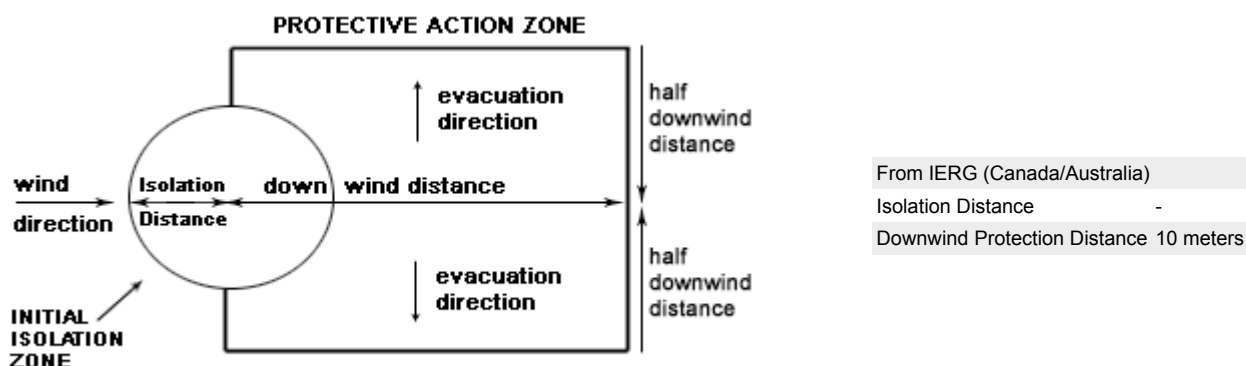 PROTECTIVE ACTION ZONE
evacuation
direction
half
downwind
distance
wind
direction
Isolation
Distance
down wind distance
evacuation
direction
half
downwind
distance
INITIAL
ISOLATION
ZONE
From IERG (Canada/Australia)
Isolation Distance -
Downwind Protection Distance 10 meters